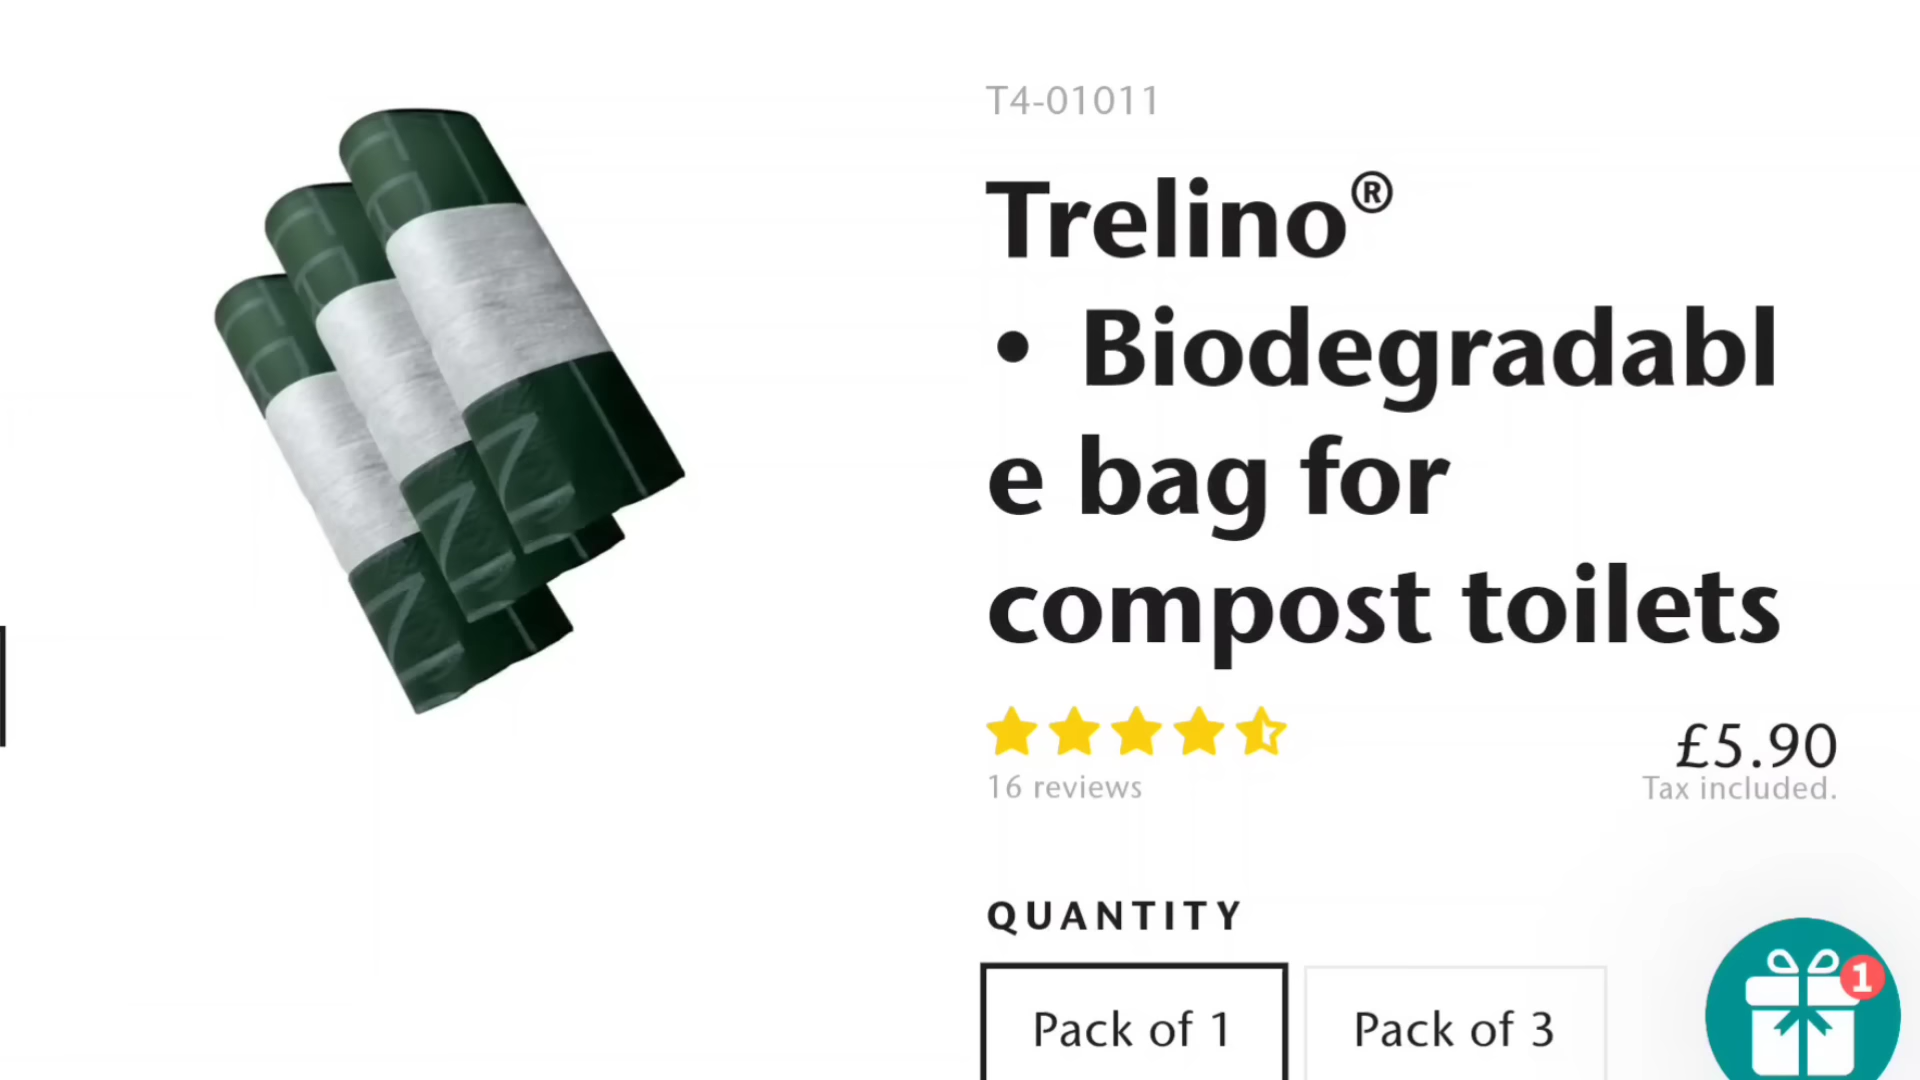 T4-01011
Trelino®
• Biodegradabl
e bag for
compost toilets
16 reviews
£5.90
Tax included.
QUANTITY
Pack of 1
Pack of 3
1